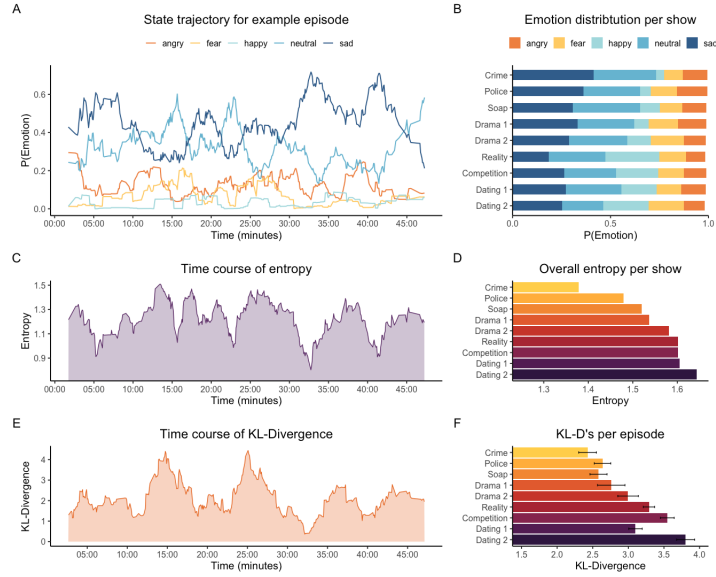 A
State trajectory for example episode
angry fear happy neutral sad
P(Emotion)
0.6
0.4
0.2
0.0
00:00 05:00 10:00 15:00 20:00 25:00 30:00 35:00 40:00 45:00
Time (minutes)
B
Emotion distribtution per show
angry fear happy neutral sad
Crime
Police
Soap
Drama 1
Drama 2
Reality
Competition
Dating 1
Dating 2
0.0 0.5 1.0
P(Emotion)
C
Time course of entropy
Entropy
1.5
1.3
1.1
0.9
00:00 05:00 10:00 15:00 20:00 25:00 30:00 35:00 40:00 45:00
Time (minutes)
D
Overall entropy per show
Crime
Police
Soap
Drama 1
Drama 2
Reality
Competition
Dating 1
Dating 2
1.3 1.4 1.5 1.6
Entropy
E
Time course of KL-Divergence
KL-Divergence
4
3
2
1
0
05:00 10:00 15:00 20:00 25:00 30:00 35:00 40:00 45:00
Time (minutes)
F
KL-D's per episode
Crime
Police
Soap
Drama 1
Drama 2
Reality
Competition
Dating 1
Dating 2
1.5 2.0 2.5 3.0 3.5 4.0
KL-Divergence